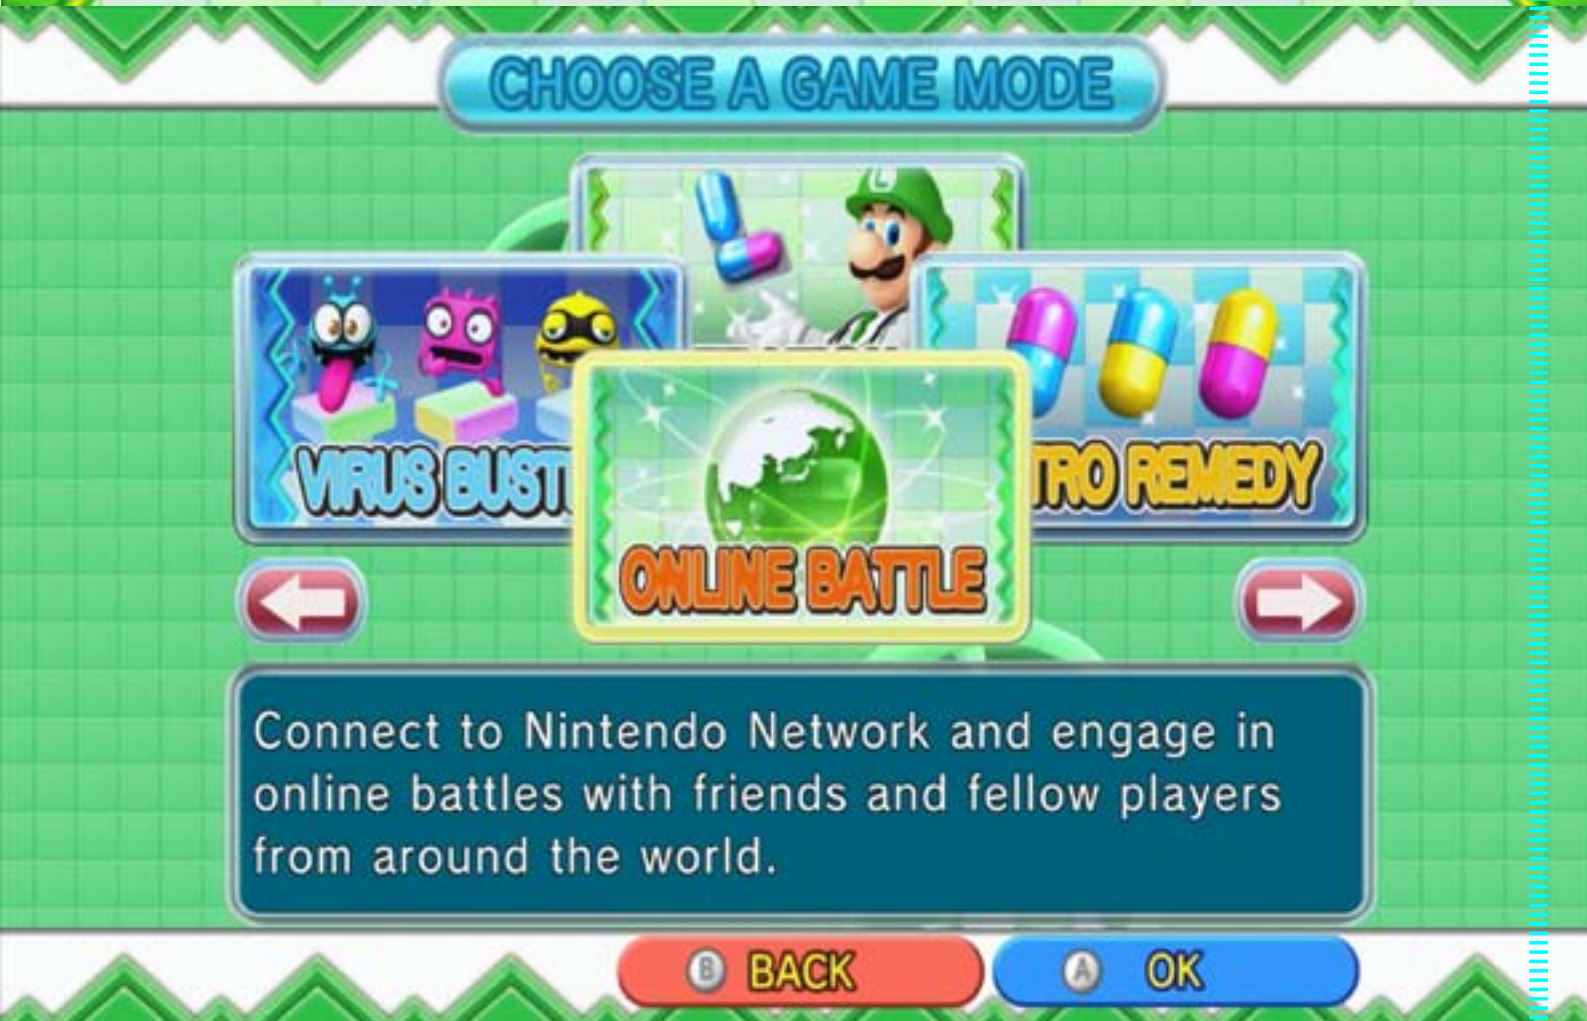 CHOOSE A GAME MODE
L
VIRUS BUST
TRO REMEDY
ONLINE BATTLE
Connect to Nintendo Network and engage in
online battles with friends and fellow players
from around the world.
B BACK
A OK